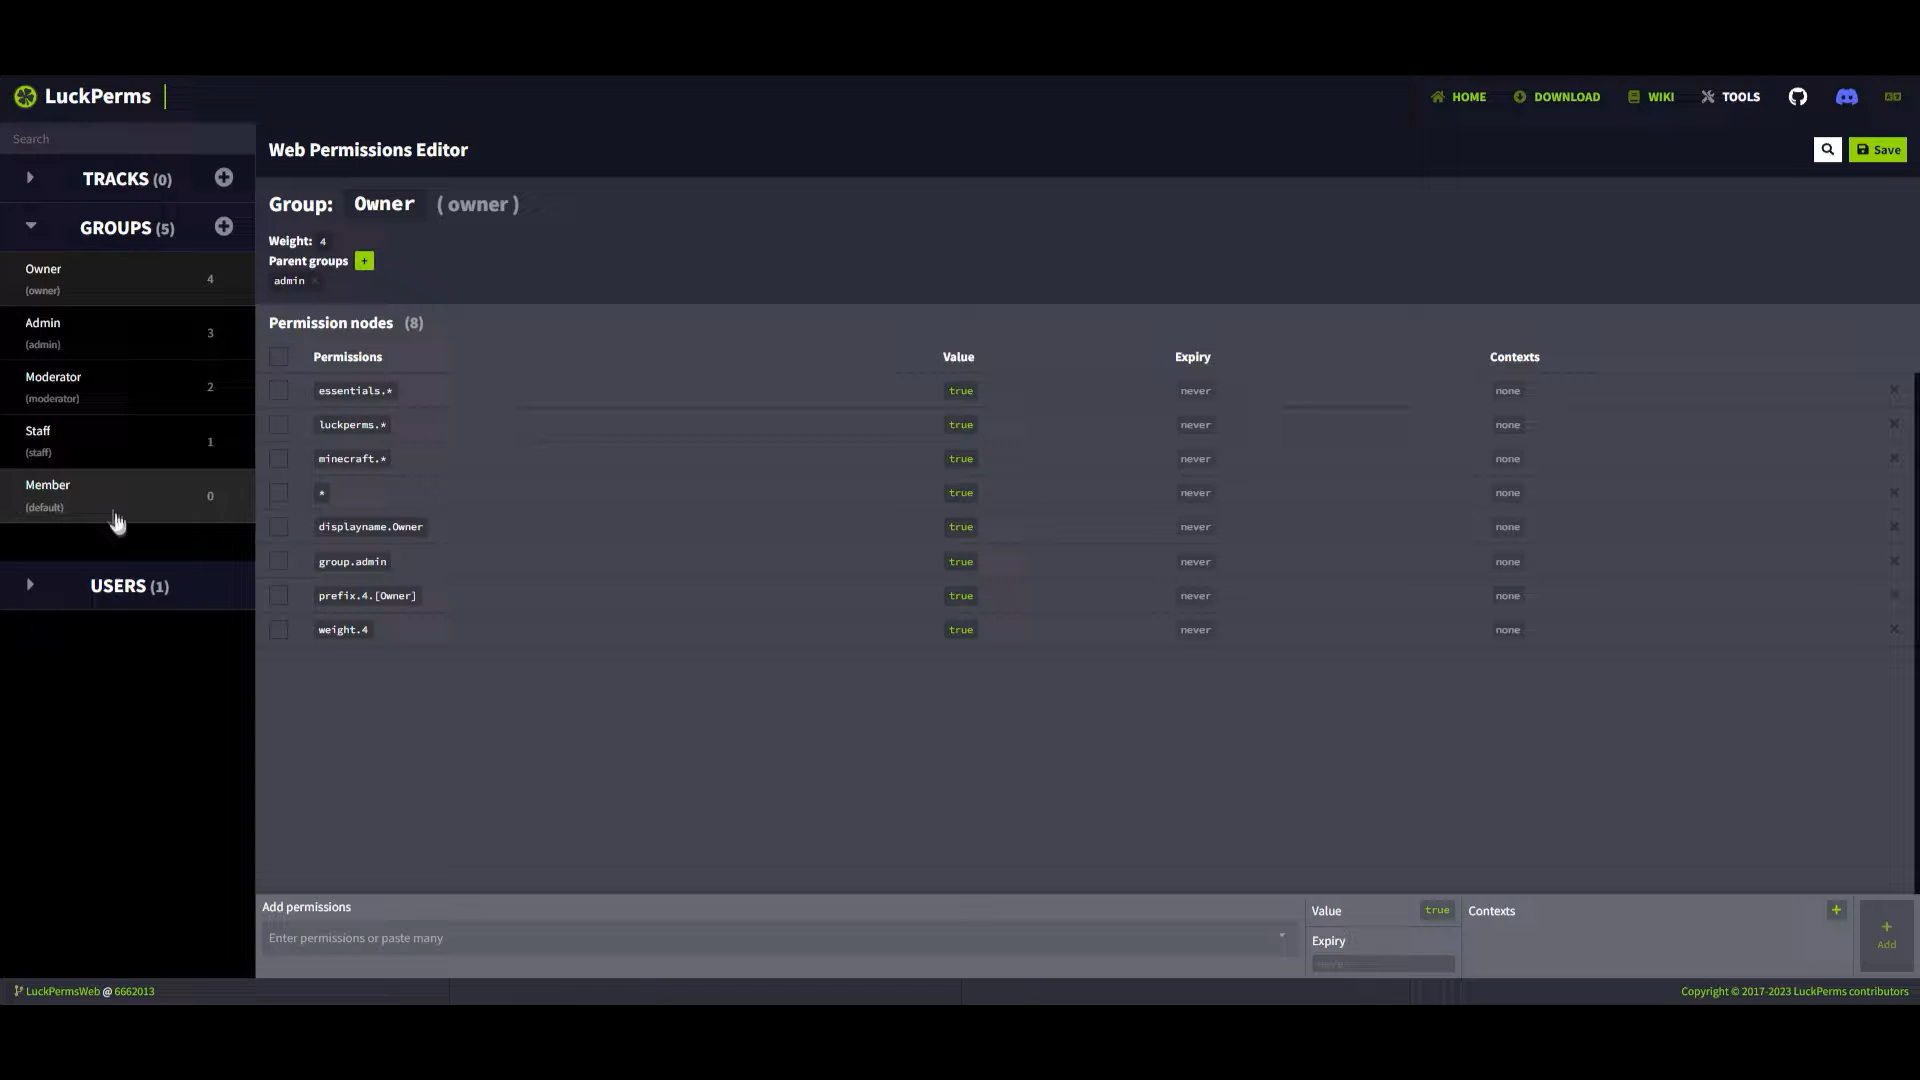 LuckPerms
HOME
DOWNLOAD
WIKI
TOOLS
Search
TRACKS (0)
GROUPS (5)
Owner 4
(owner)
Admin 3
(admin)
Moderator 2
(moderator)
Staff 1
(staff)
Member 0
(default)
USERS (1)
Web Permissions Editor
Save
Group: Owner ( owner )
Weight: 4
Parent groups +
admin ×
Permission nodes (8)
Permissions Value Expiry Contexts
essentials.* true never none
luckperms.* true never none
minecraft.* true never none
* true never none
displayname.Owner true never none
group.admin true never none
prefix.4.[Owner] true never none
weight.4 true never none
Add permissions
Enter permissions or paste many
Value true
Expiry
Contexts +
+ Add
LuckPermsWeb @ 6662013
Copyright © 2017-2023 LuckPerms contributors